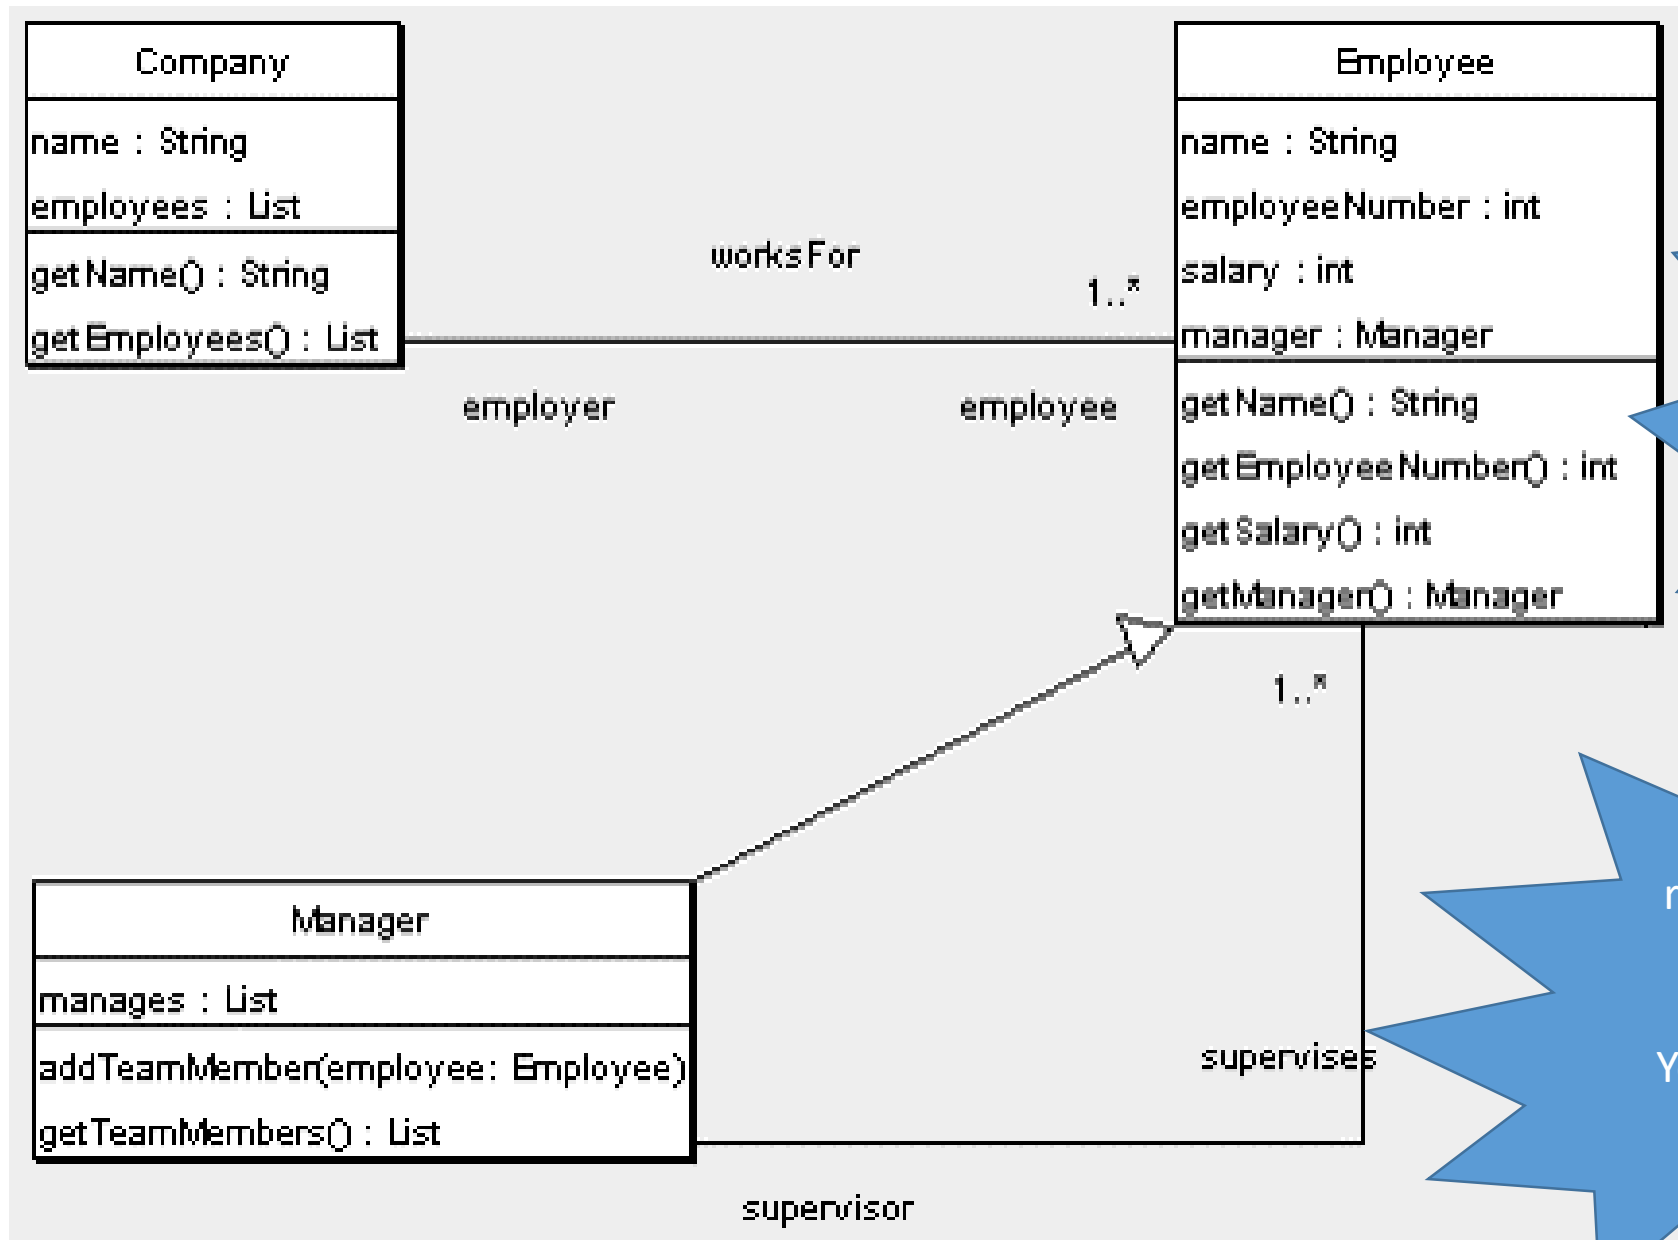 Company
name : String
employees : List
getName() : String
getEmployees() : List
worksFor
1..*
employer
employee
Employee
name : String
employeeNumber : int
salary : int
manager : Manager
getName() : String
getEmployeeNumber() : int
getSalary() : int
getManager() : Manager
1..*
Manager
manages : List
addTeamMember(employee: Employee)
getTeamMembers() : List
supervises
supervisor
Y